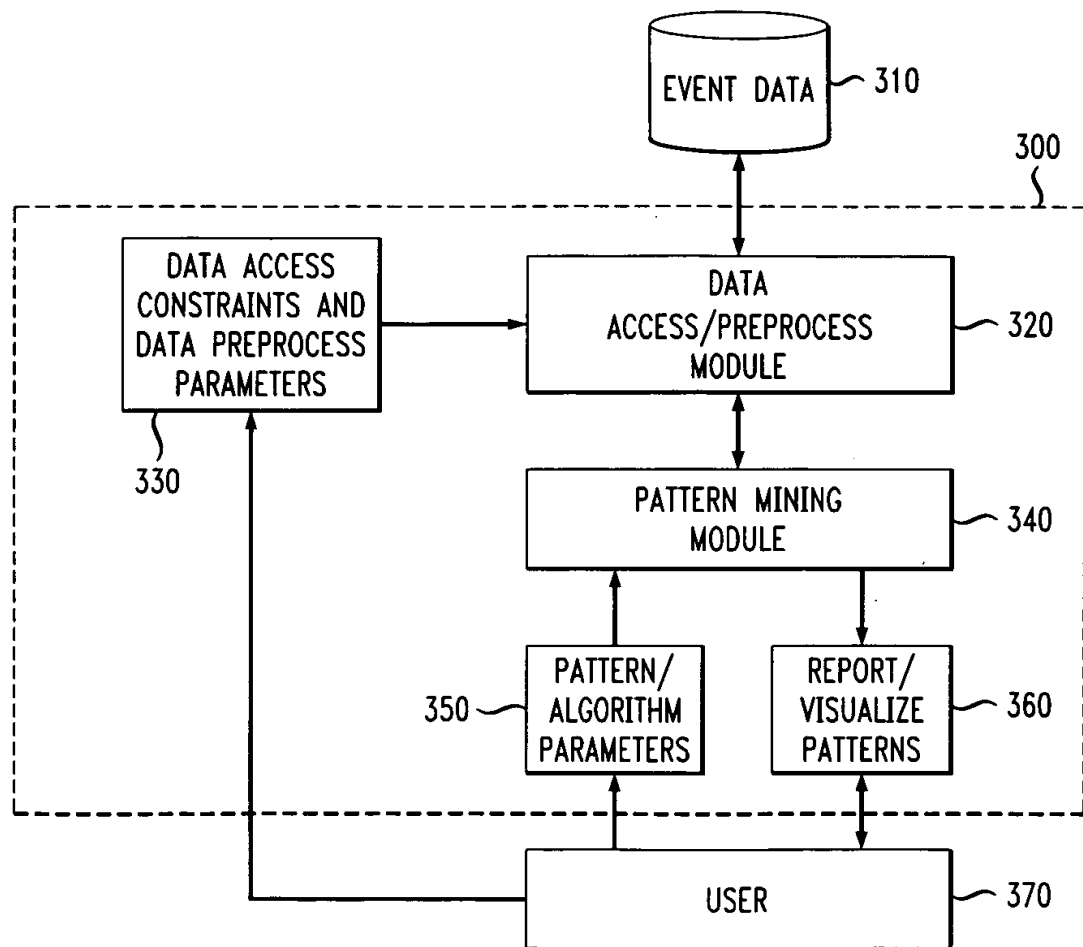 EVENT DATA
310
300
DATA ACCESS
CONSTRAINTS AND
DATA PREPROCESS
PARAMETERS
330
DATA
ACCESS/PREPROCESS
MODULE
320
PATTERN MINING
MODULE
340
350
PATTERN/
ALGORITHM
PARAMETERS
REPORT/
VISUALIZE
PATTERNS
360
USER
370